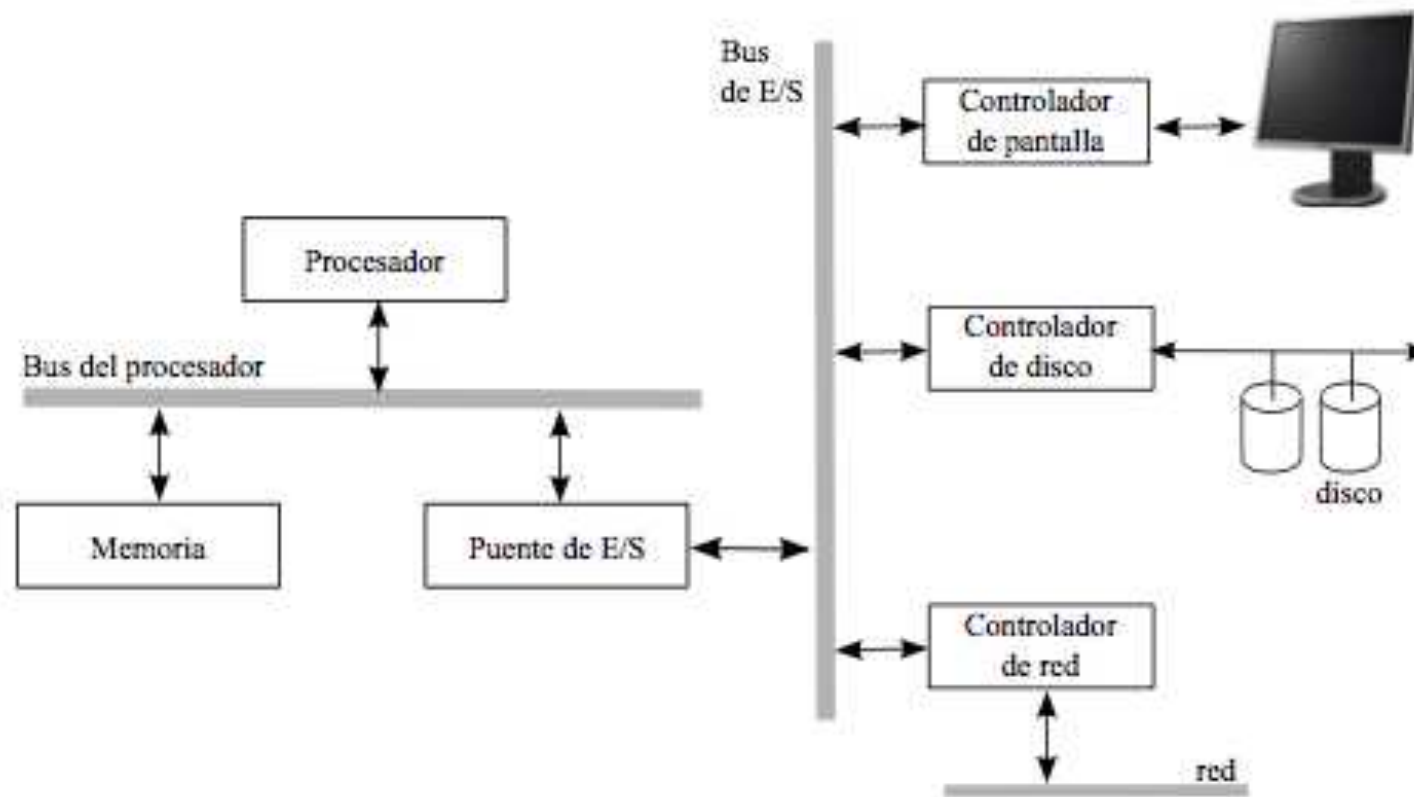 Bus
de E/S
Controlador
de pantalla
Procesador
Bus del procesador
Controlador
de disco
disco
Memoria
Puente de E/S
Controlador
de red
red